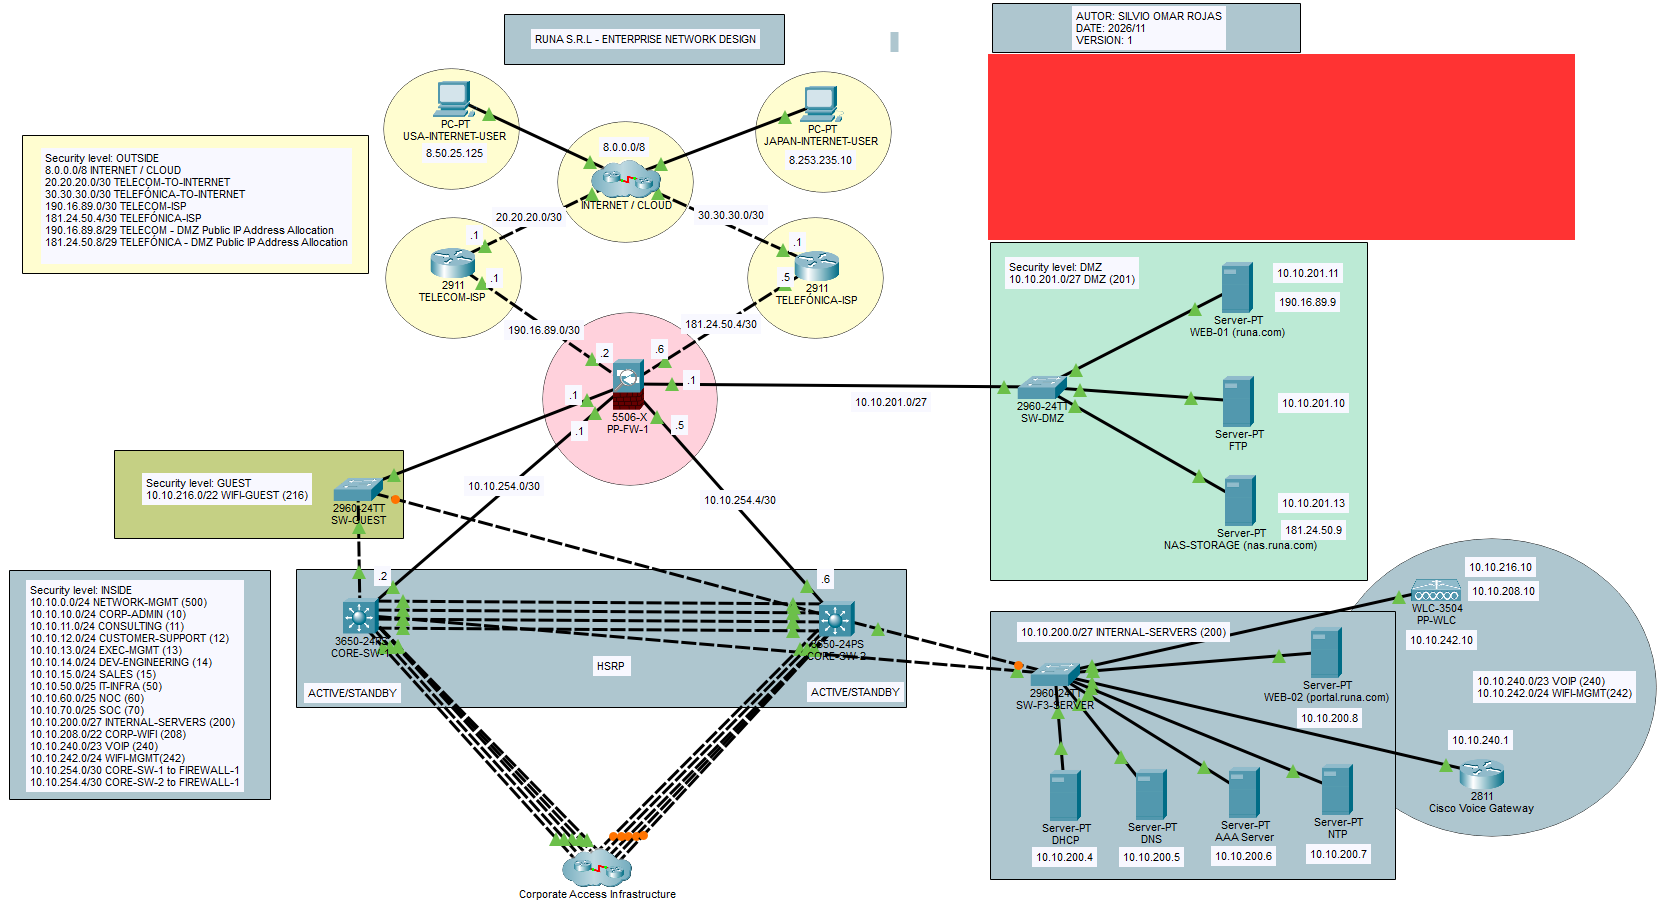 RUNA S.R.L - ENTERPRISE NETWORK DESIGN
AUTOR: SILVIO OMAR ROJAS
DATE: 2026/11
VERSION: 1
PC-PT
USA-INTERNET-USER
8.50.25.125
8.0.0.0/8
INTERNET / CLOUD
PC-PT
JAPAN-INTERNET-USER
8.253.235.10
Security level: OUTSIDE
8.0.0.0/8 INTERNET / CLOUD
20.20.20.0/30 TELECOM-TO-INTERNET
30.30.30.0/30 TELEFÓNICA-TO-INTERNET
190.16.89.0/30 TELECOM-ISP
181.24.50.4/30 TELEFÓNICA-ISP
190.16.89.8/29 TELECOM - DMZ Public IP Address Allocation
181.24.50.8/29 TELEFÓNICA - DMZ Public IP Address Allocation
20.20.20.0/30
30.30.30.0/30
.1
.1
2911
TELECOM-ISP
.1
.5
2911
TELEFÓNICA-ISP
190.16.89.0/30
181.24.50.4/30
.2
.6
.1
.1
.1
.5
5506-X
PP-FW-1
10.10.201.0/27
Security level: DMZ
10.10.201.0/27 DMZ (201)
2960-24TT
SW-DMZ
10.10.201.11
190.16.89.9
Server-PT
WEB-01 (runa.com)
10.10.201.10
Server-PT
FTP
10.10.201.13
181.24.50.9
Server-PT
NAS-STORAGE (nas.runa.com)
Security level: GUEST
10.10.216.0/22 WIFI-GUEST (216)
2960-24TT
SW-GUEST
10.10.254.0/30
10.10.254.4/30
Security level: INSIDE
10.10.0.0/24 NETWORK-MGMT (500)
10.10.10.0/24 CORP-ADMIN (10)
10.10.11.0/24 CONSULTING (11)
10.10.12.0/24 CUSTOMER-SUPPORT (12)
10.10.13.0/24 EXEC-MGMT (13)
10.10.14.0/24 DEV-ENGINEERING (14)
10.10.15.0/24 SALES (15)
10.10.50.0/25 IT-INFRA (50)
10.10.60.0/25 NOC (60)
10.10.70.0/25 SOC (70)
10.10.200.0/27 INTERNAL-SERVERS (200)
10.10.208.0/22 CORP-WIFI (208)
10.10.240.0/23 VOIP (240)
10.10.242.0/24 WIFI-MGMT(242)
10.10.254.0/30 CORE-SW-1 to FIREWALL-1
10.10.254.4/30 CORE-SW-2 to FIREWALL-1
.2
.6
3650-24PS
CORE-SW-1
3650-24PS
CORE-SW-2
HSRP
ACTIVE/STANDBY
ACTIVE/STANDBY
Corporate Access Infrastructure
10.10.200.0/27 INTERNAL-SERVERS (200)
2960-24TT
SW-F3-SERVER
Server-PT
WEB-02 (portal.runa.com)
10.10.200.8
Server-PT
DHCP
10.10.200.4
Server-PT
DNS
10.10.200.5
Server-PT
AAA Server
10.10.200.6
Server-PT
NTP
10.10.200.7
10.10.216.10
10.10.208.10
WLC-3504
PP-WLC
10.10.242.10
10.10.240.0/23 VOIP (240)
10.10.242.0/24 WIFI-MGMT(242)
10.10.240.1
2811
Cisco Voice Gateway